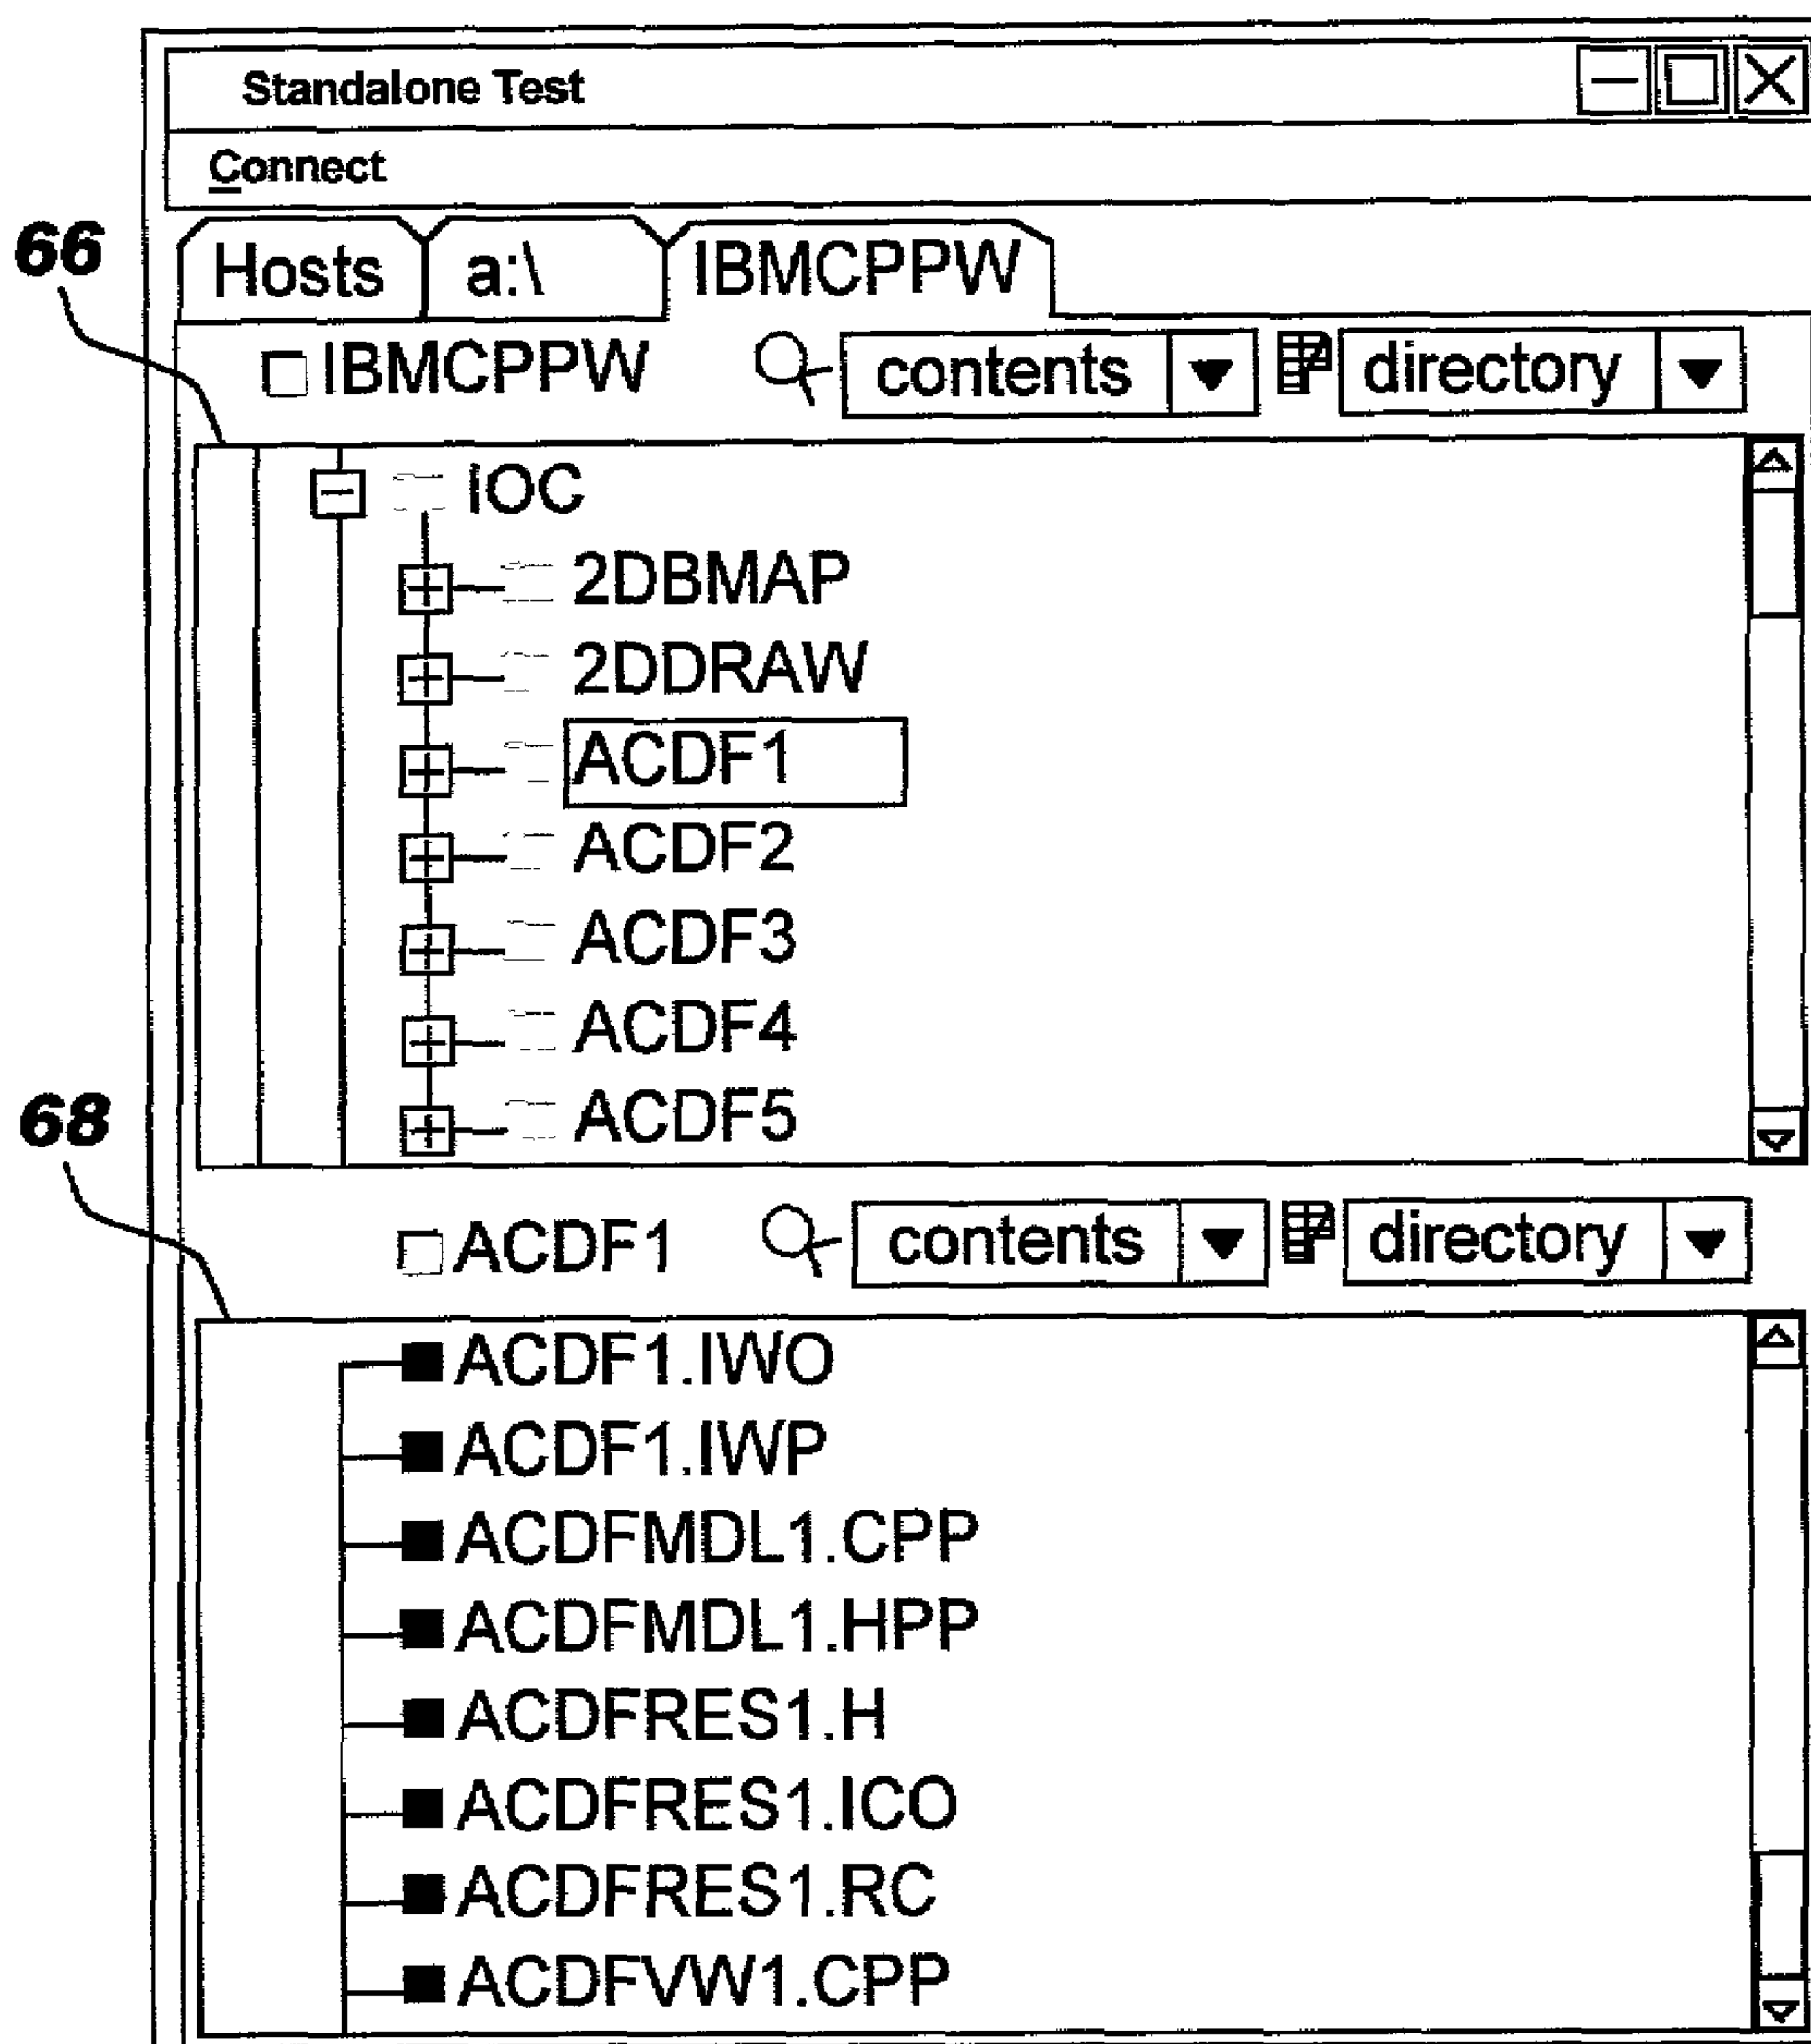 Standalone Test
Connect
66
Hosts a:\ IBMCPPW
IBMCPPW contents directory
IOC
2DBMAP
2DDRAW
ACDF1
ACDF2
ACDF3
ACDF4
ACDF5
68
ACDF1 contents directory
ACDF1.IWO
ACDF1.IWP
ACDFMDL1.CPP
ACDFMDL1.HPP
ACDFRES1.H
ACDFRES1.ICO
ACDFRES1.RC
ACDFVW1.CPP